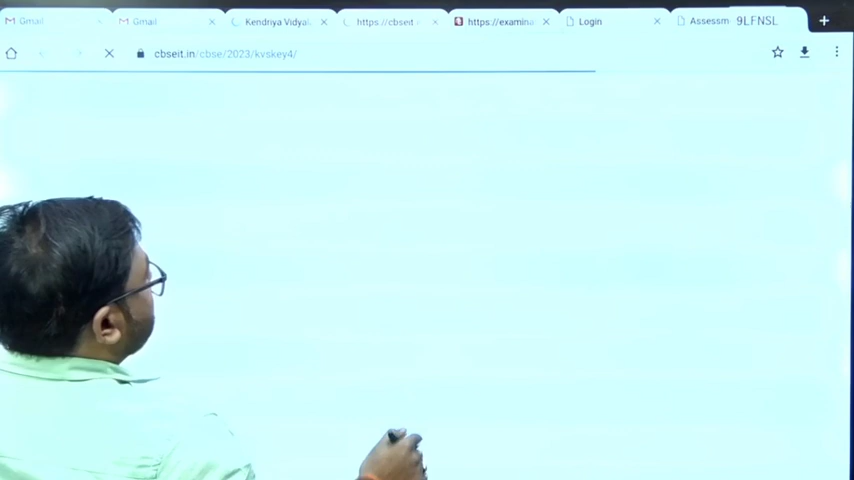 Gmail
Gmail
Kendriya Vidyal
https://cbseit
https://examina
Login
Assessm
9LFNSL
cbseit.in/cbse/2023/kvskey4/